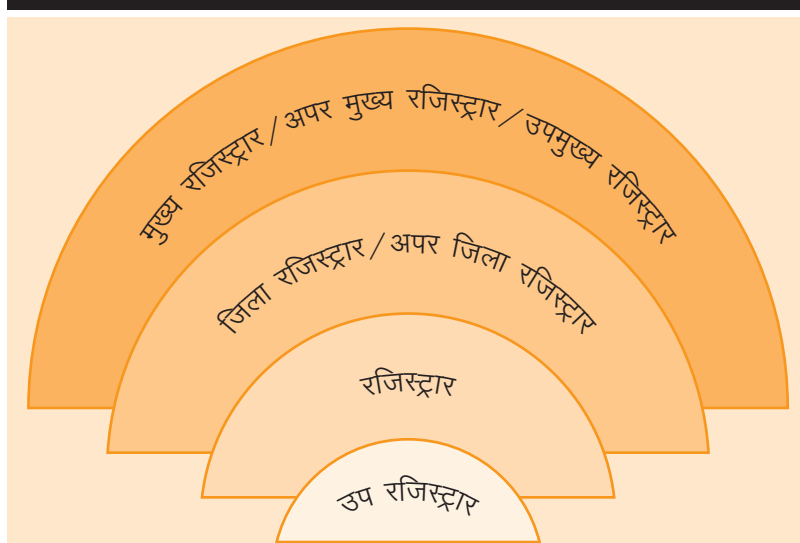 मुख्य रजिस्ट्रार/अपर मुख्य रजिस्ट्रार/उपमुख्य रजिस्ट्रार
जिला रजिस्ट्रार/अपर जिला रजिस्ट्रार
रजिस्ट्रार
उप रजिस्ट्रार